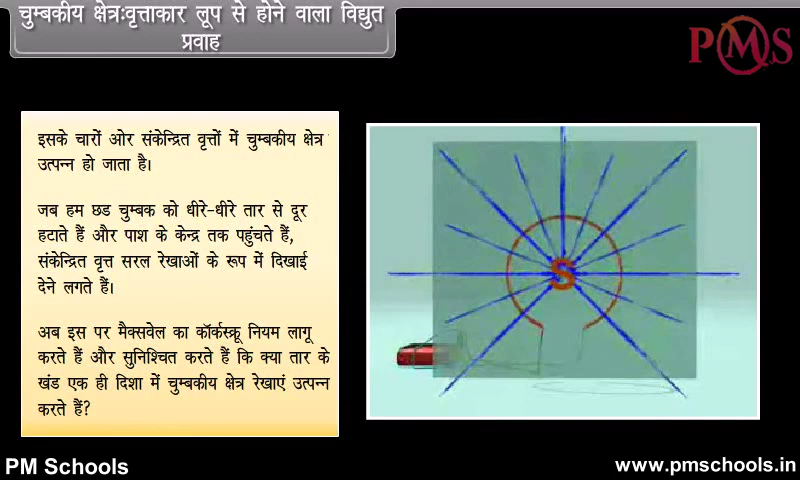 चुम्बकीय क्षेत्रःवृत्ताकार लूप से होने वाला विद्युत
प्रवाह
PMS
इसके चारों ओर संकेन्द्रित वृत्तों में चुम्बकीय क्षेत्र
उत्पन्न हो जाता है।
जब हम छड चुम्बक को धीरे-धीरे तार से दूर
हटाते हैं और पाश के केन्द्र तक पहुंचते हैं,
संकेन्द्रित वृत्त सरल रेखाओं के रूप में दिखाई
देने लगते हैं।
अब इस पर मैक्सवेल का कॉर्कस्क्रू नियम लागू
करते हैं और सुनिश्चित करते हैं कि क्या तार के
खंड एक ही दिशा में चुम्बकीय क्षेत्र रेखाएं उत्पन्न
करते हैं?
S
PM Schools
www.pmschools.in